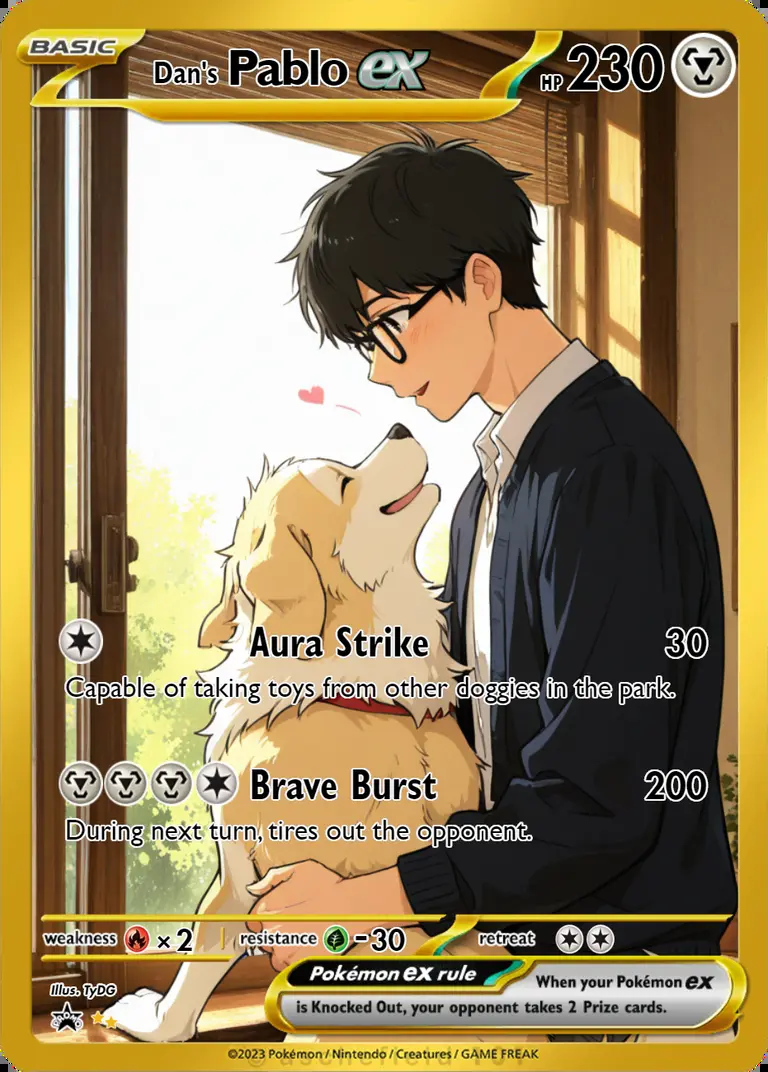 BASIC
Dan's Pablo ex HP 230
Aura Strike 30
Capable of taking toys from other doggies in the park.
Brave Burst 200
During next turn, tires out the opponent.
weakness ×2 resistance -30 retreat
Illus. TyDG
Pokémon ex rule When your Pokémon ex
is Knocked Out, your opponent takes 2 Prize cards.
©2023 Pokémon / Nintendo / Creatures / GAME FREAK